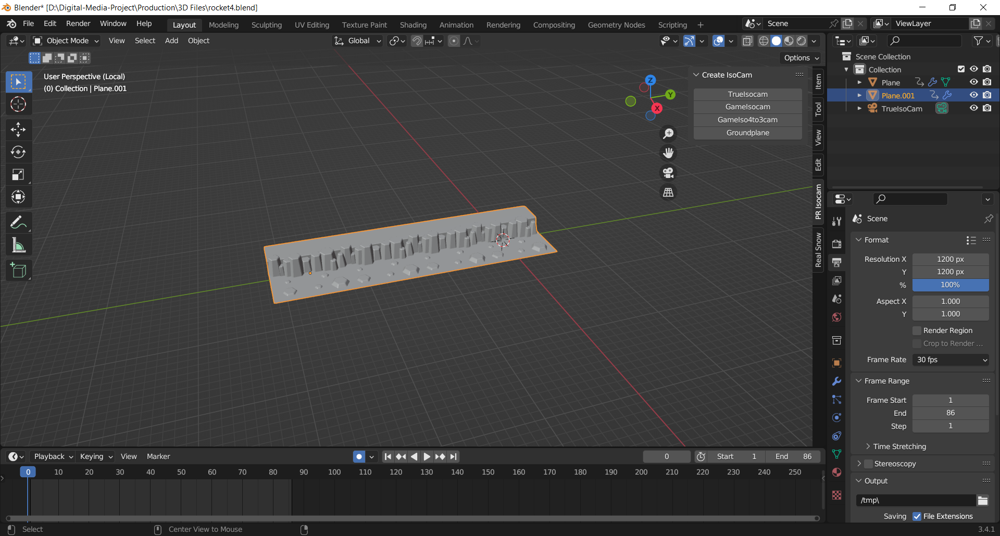 Blender* [D:\Digital-Media-Project\Production\3D Files\rocket4.blend]
File Edit Render Window Help Layout Modeling Sculpting UV Editing Texture Paint Shading Animation Rendering Compositing Geometry Nodes Scripting + Scene ViewLayer
Object Mode View Select Add Object Global
Options
User Perspective (Local)
(0) Collection | Plane.001
Z
Y
X
Create IsoCam
TrueIsocam
GameIsocam
GameIso4to3cam
Groundplane
Item
Tool
View
Edit
PR Isocam
Real Snow
Scene Collection
Collection
Plane
Plane.001
TrueIsoCam
Scene
Format
Resolution X 1200 px
Y 1200 px
% 100%
Aspect X 1.000
Y 1.000
Render Region
Crop to Render ...
Frame Rate 30 fps
Frame Range
Frame Start 1
End 86
Step 1
Time Stretching
Stereoscopy
Output
/tmp\
Saving File Extensions
Playback Keying View Marker 0 Start 1 End 86
0 10 20 30 40 50 60 70 80 90 100 110 120 130 140 150 160 170 180 190 200 210 220 230 240 250
Select Center View to Mouse 3.4.1